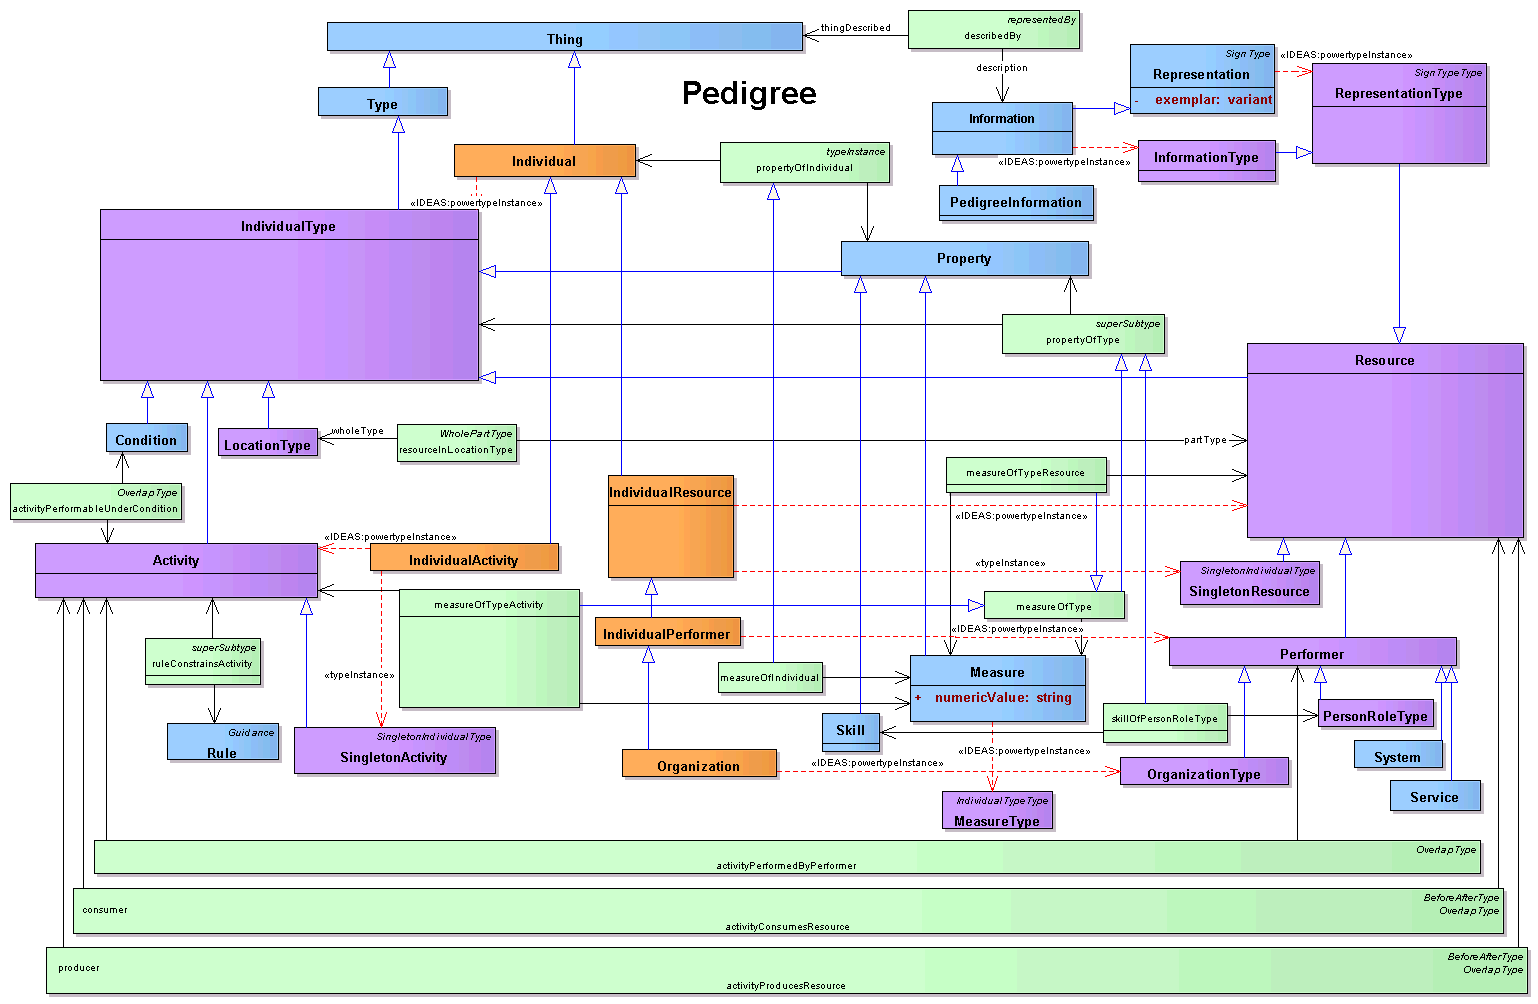 representedBy
describedBy
thingDescribed
Thing
description
Sign Type
Representation
- exemplar: variant
«IDEAS:powertypeInstance»
SignTypeType
RepresentationType
Pedigree
Type
Information
«IDEAS:powertypeInstance»
InformationType
Individual
typeInstance
propertyOfIndividual
«IDEAS:powertypeInstance»
PedigreeInformation
IndividualType
Property
superSubtype
propertyOfType
Resource
Condition
LocationType
wholeType
WholePartType
resourceInLocationType
partType
measureOfTypeResource
OverlapType
activityPerformableUnderCondition
IndividualResource
«IDEAS:powertypeInstance»
«IDEAS:powertypeInstance»
Activity
IndividualActivity
«typeInstance»
SingletonIndividualType
SingletonResource
measureOfTypeActivity
measureOfType
«IDEAS:powertypeInstance»
IndividualPerformer
superSubtype
ruleConstrainsActivity
Performer
«typeInstance»
measureOfIndividual
Measure
+ numericValue: string
skillOfPersonRoleType
PersonRoleType
Guidance
Rule
SingletonIndividualType
SingletonActivity
Skill
«IDEAS:powertypeInstance»
System
Organization
«IDEAS:powertypeInstance»
OrganizationType
Service
IndividualTypeType
MeasureType
OverlapType
activityPerformedByPerformer
BeforeAfterType
consumer
OverlapType
activityConsumesResource
BeforeAfterType
producer
OverlapType
activityProducesResource